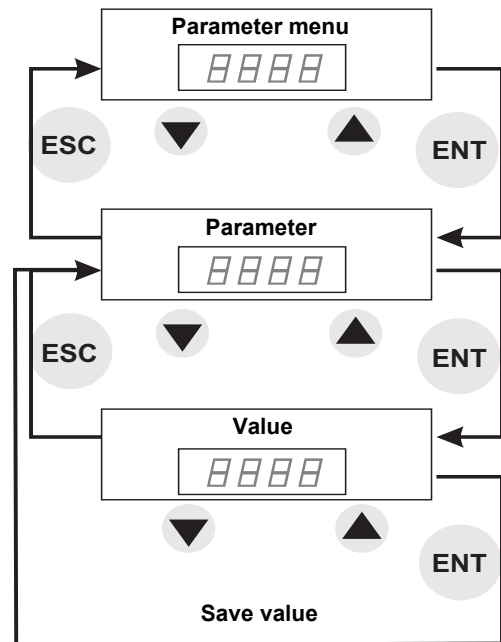 Parameter menu
8888
ESC
ENT
Parameter
8888
ESC
ENT
Value
8888
ENT
Save value